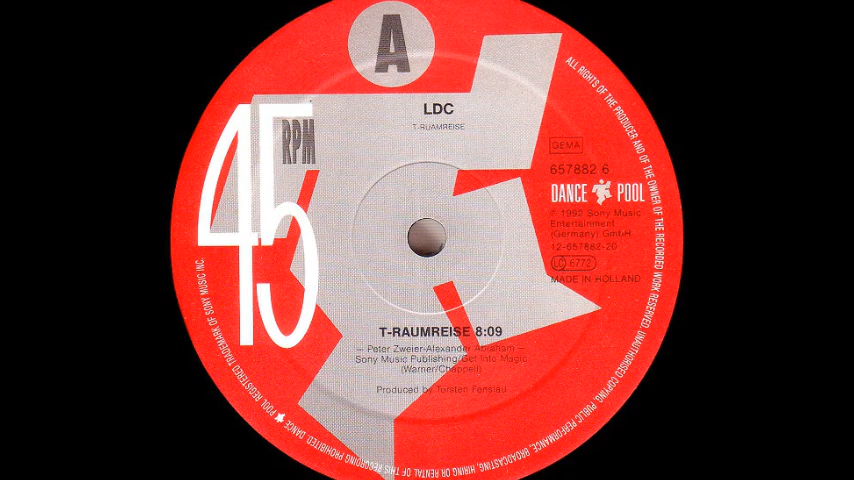 A
LDC
T-RUAMREISE
45
RPM
GEMA
657882 6
DANCE POOL
℗ 1992 Sony Music
Entertainment
(Germany) GmbH
12-657882-20
LC 6772
MADE IN HOLLAND
T-RAUMREISE 8:09
– Peter Zweier-Alexander Abraham –
Sony Music Publishing/Get Into Magic
(Warner/Chappell)
Produced by Torsten Fenslau
ALL RIGHTS OF THE PRODUCER AND OF THE OWNER OF THE RECORDED WORK RESERVED. UNAUTHORISED COPYING, PUBLIC PERFORMANCE, BROADCASTING, HIRING OR RENTAL OF THIS RECORDING PROHIBITED. DANCE POOL REGISTERED TRADEMARK OF SONY MUSIC INC.